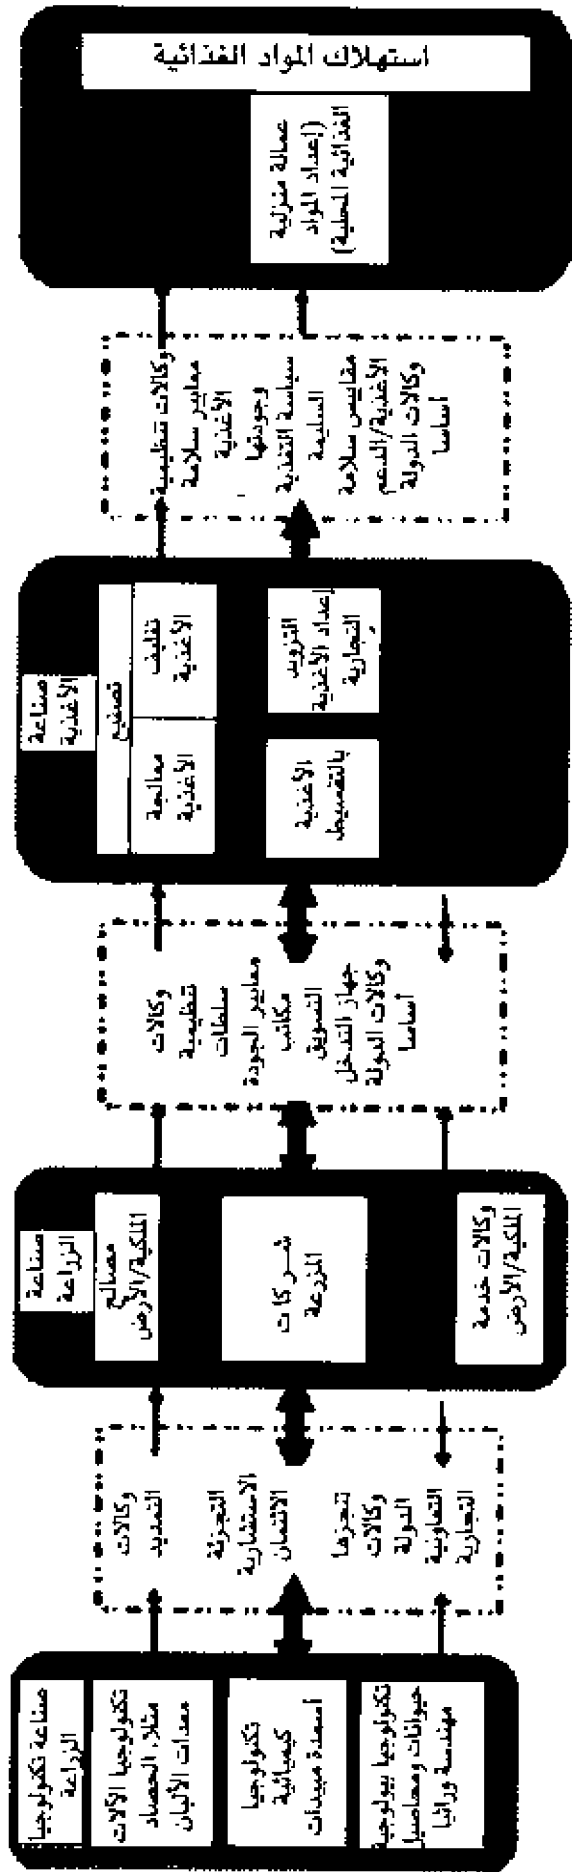 صناعة تكنولوجيا
الزراعة
تكنولوجيا الآلات
مثلا، الحصاد
معدات الألبان
تكنولوجيا
كيميائية
أسمدة مبيدات
تكنولوجيا بيولوجية
حيوانات ومحاصيل
مهندسة وراثيا
وكالات
التمديد
التجزئة
الاستشارية
الائتمان
تنجزها
وكالات
الدولة
التعاونية
التجارية
صناعة
الزراعة
مصالح
الملكية/الأرض
شركات
المزرعة
وكالات خدمة
الملكية/الأرض
وكالات
تنظيمية
سلطات
معايير الجودة
مكاتب
التسويق
جهاز التدخل
وكالات الدولة
أساسا
صناعة
الأغذية
تصنيع
معالجة
الأغذية
تغليف
الأغذية
الأغذية
بالتقسيط
التزويد
إعداد الأغذية
التجارية
وكالات تنظيمية
معايير سلامة
الأغذية
وجودتها
سياسة التغذية
السليمة
مقاييس سلامة
الأغذية/الدعم
وكالات الدولة
أساسا
استهلاك المواد الغذائية
عمالة منزلية
(إعداد المواد
الغذائية المحلية)